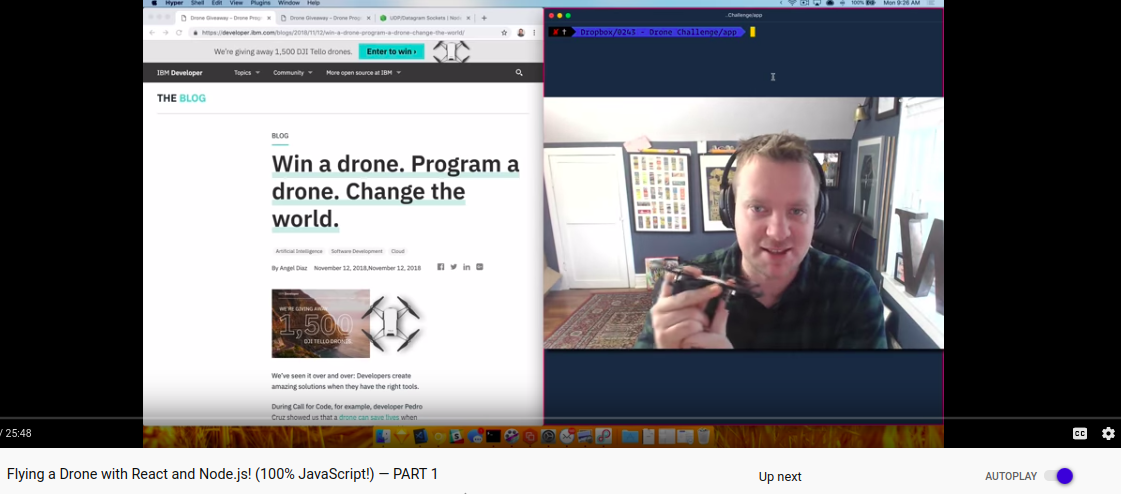 Hyper Shell Edit View Plugins Window Help
100%
Mon 9:26 AM
Drone Giveaway - Drone Prog
Drone Giveaway - Drone Prog
UDP/Datagram Sockets | Node
https://developer.ibm.com/blogs/2018/11/12/win-a-drone-program-a-drone-change-the-world/
We're giving away 1,500 DJI Tello drones.
Enter to win ›
IBM Developer
Topics
Community
More open source at IBM
THE BLOG
BLOG
Win a drone. Program a
drone. Change the
world.
Artificial Intelligence
Software Development
Cloud
By Angel Diaz November 12, 2018,November 12, 2018
WE'RE GIVING AWAY
1,500
DJI TELLO DRONES
We've seen it over and over: Developers create
amazing solutions when they have the right tools.
During Call for Code, for example, developer Pedro
Cruz showed us that a drone can save lives when
..Challenge/app
Dropbox/0243 - Drone Challenge/app
/ 25:48
CC
Flying a Drone with React and Node.js! (100% JavaScript!) — PART 1
Up next
AUTOPLAY